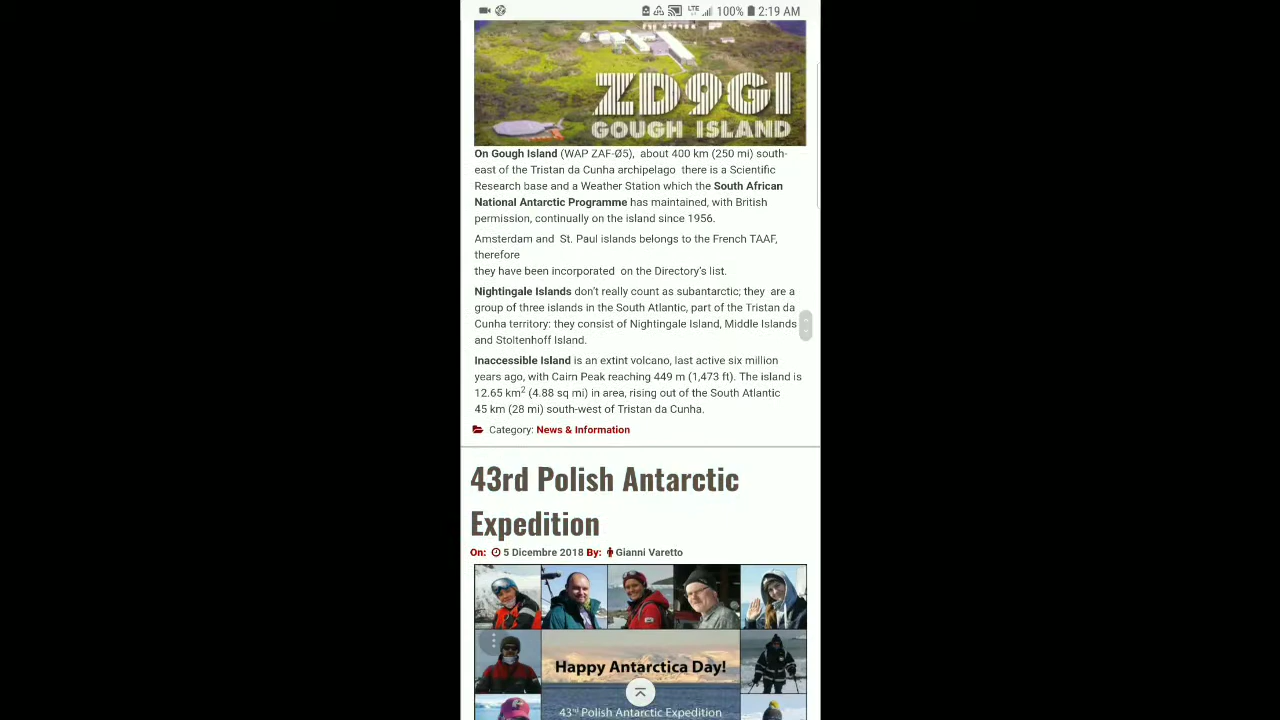 LTE 100% 2:19 AM
ZD9GI
GOUGH ISLAND
On Gough Island (WAP ZAF-Ø5),  about 400 km (250 mi) south-
east of the Tristan da Cunha archipelago  there is a Scientific
Research base and a Weather Station which the South African
National Antarctic Programme has maintained, with British
permission, continually on the island since 1956.
Amsterdam and  St. Paul islands belongs to the French TAAF,
therefore
they have been incorporated  on the Directory's list.
Nightingale Islands don't really count as subantarctic; they  are a
group of three islands in the South Atlantic, part of the Tristan da
Cunha territory: they consist of Nightingale Island, Middle Islands
and Stoltenhoff Island.
Inaccessible Island is an extint volcano, last active six million
years ago, with Cairn Peak reaching 449 m (1,473 ft). The island is
12.65 km² (4.88 sq mi) in area, rising out of the South Atlantic
45 km (28 mi) south-west of Tristan da Cunha.
Category: News & Information
43rd Polish Antarctic
Expedition
On: 5 Dicembre 2018 By: Gianni Varetto
Happy Antarctica Day!
43rd Polish Antarctic Expedition